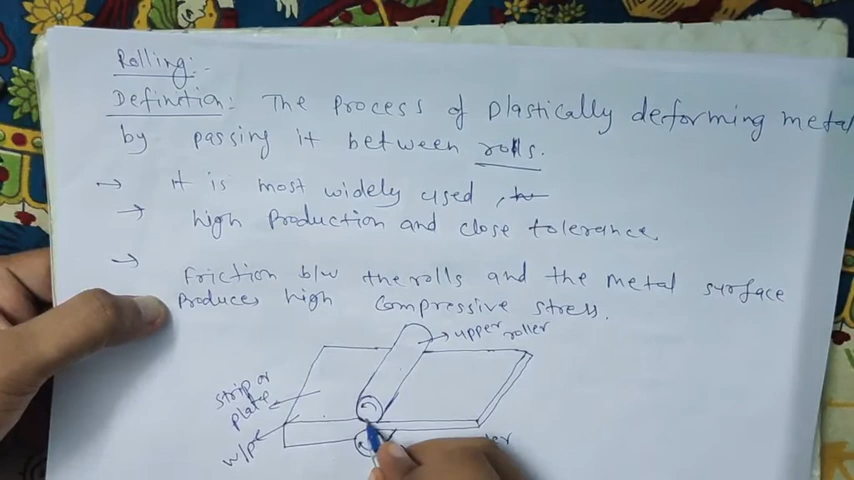 Rolling:-
Definition: The process of plastically deforming metal
by passing it between rolls.
→ it is most widely used,
→ high production and close tolerance.
→ Friction b/w the rolls and the metal surface
produces high compressive stress.
→ upper roller
strip or
plate
w/p